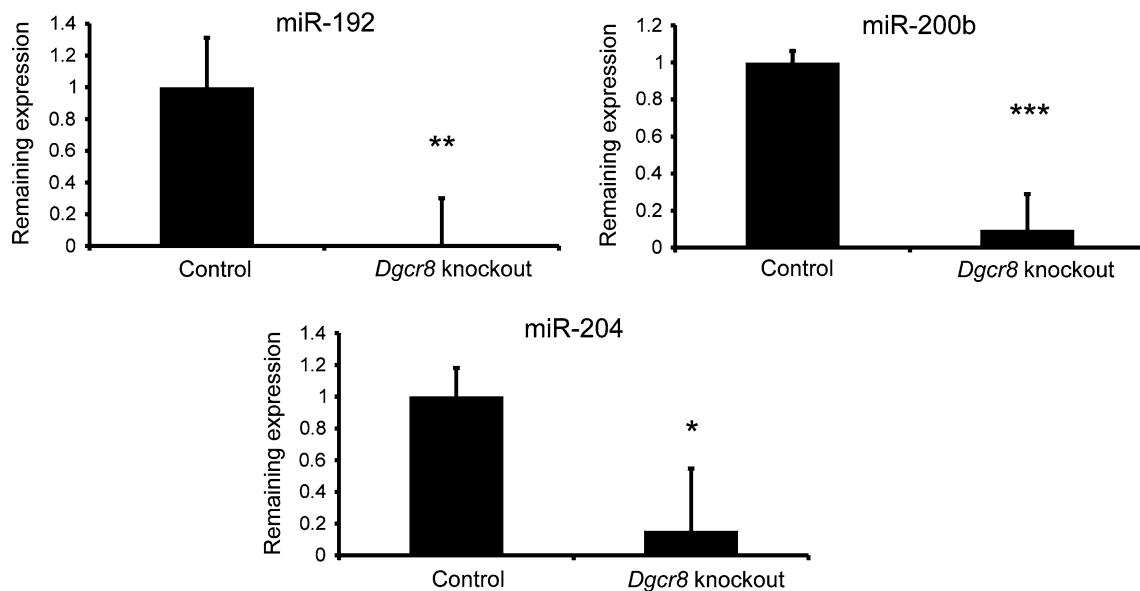 miR-192
Remaining expression
1.4
1.2
1
0.8
0.6
0.4
0.2
0
**
Control
Dgcr8 knockout
miR-200b
Remaining expression
1.2
1.0
0.8
0.6
0.4
0.2
0
***
Control
Dgcr8 knockout
miR-204
Remaining expression
1.4
1.2
1
0.8
0.6
0.4
0.2
0
*
Control
Dgcr8 knockout